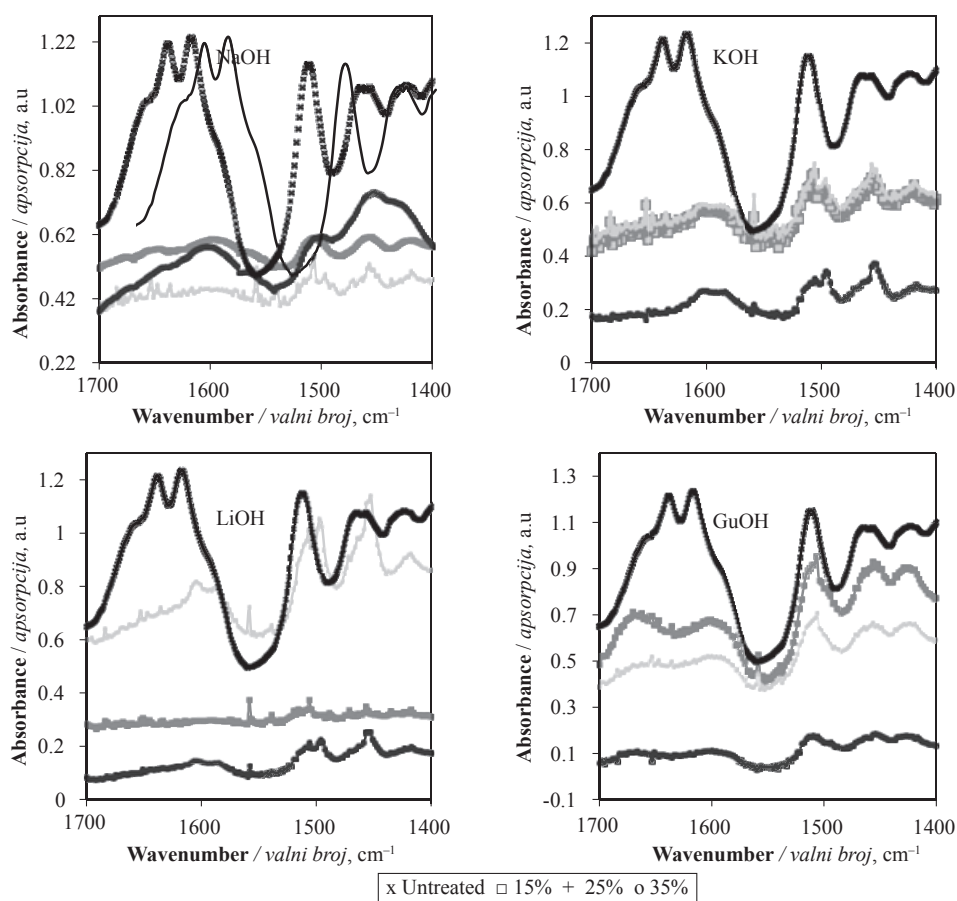 NaOH
Absorbance / apsorpcija, a.u
1.22
1.02
0.82
0.62
0.42
0.22
1700 1600 1500 1400
Wavenumber / valni broj, cm⁻¹
KOH
Absorbance / apsorpcija, a.u
1.2
1
0.8
0.6
0.4
0.2
0
1700 1600 1500 1400
Wavenumber / valni broj, cm⁻¹
LiOH
Absorbance / apsorpcija, a.u
1.2
1
0.8
0.6
0.4
0.2
0
1700 1600 1500 1400
Wavenumber / valni broj, cm⁻¹
GuOH
Absorbance / apsorpcija, a.u
1.3
1.1
0.9
0.7
0.5
0.3
0.1
-0.1
1700 1600 1500 1400
Wavenumber / valni broj, cm⁻¹
x Untreated □ 15% + 25% o 35%